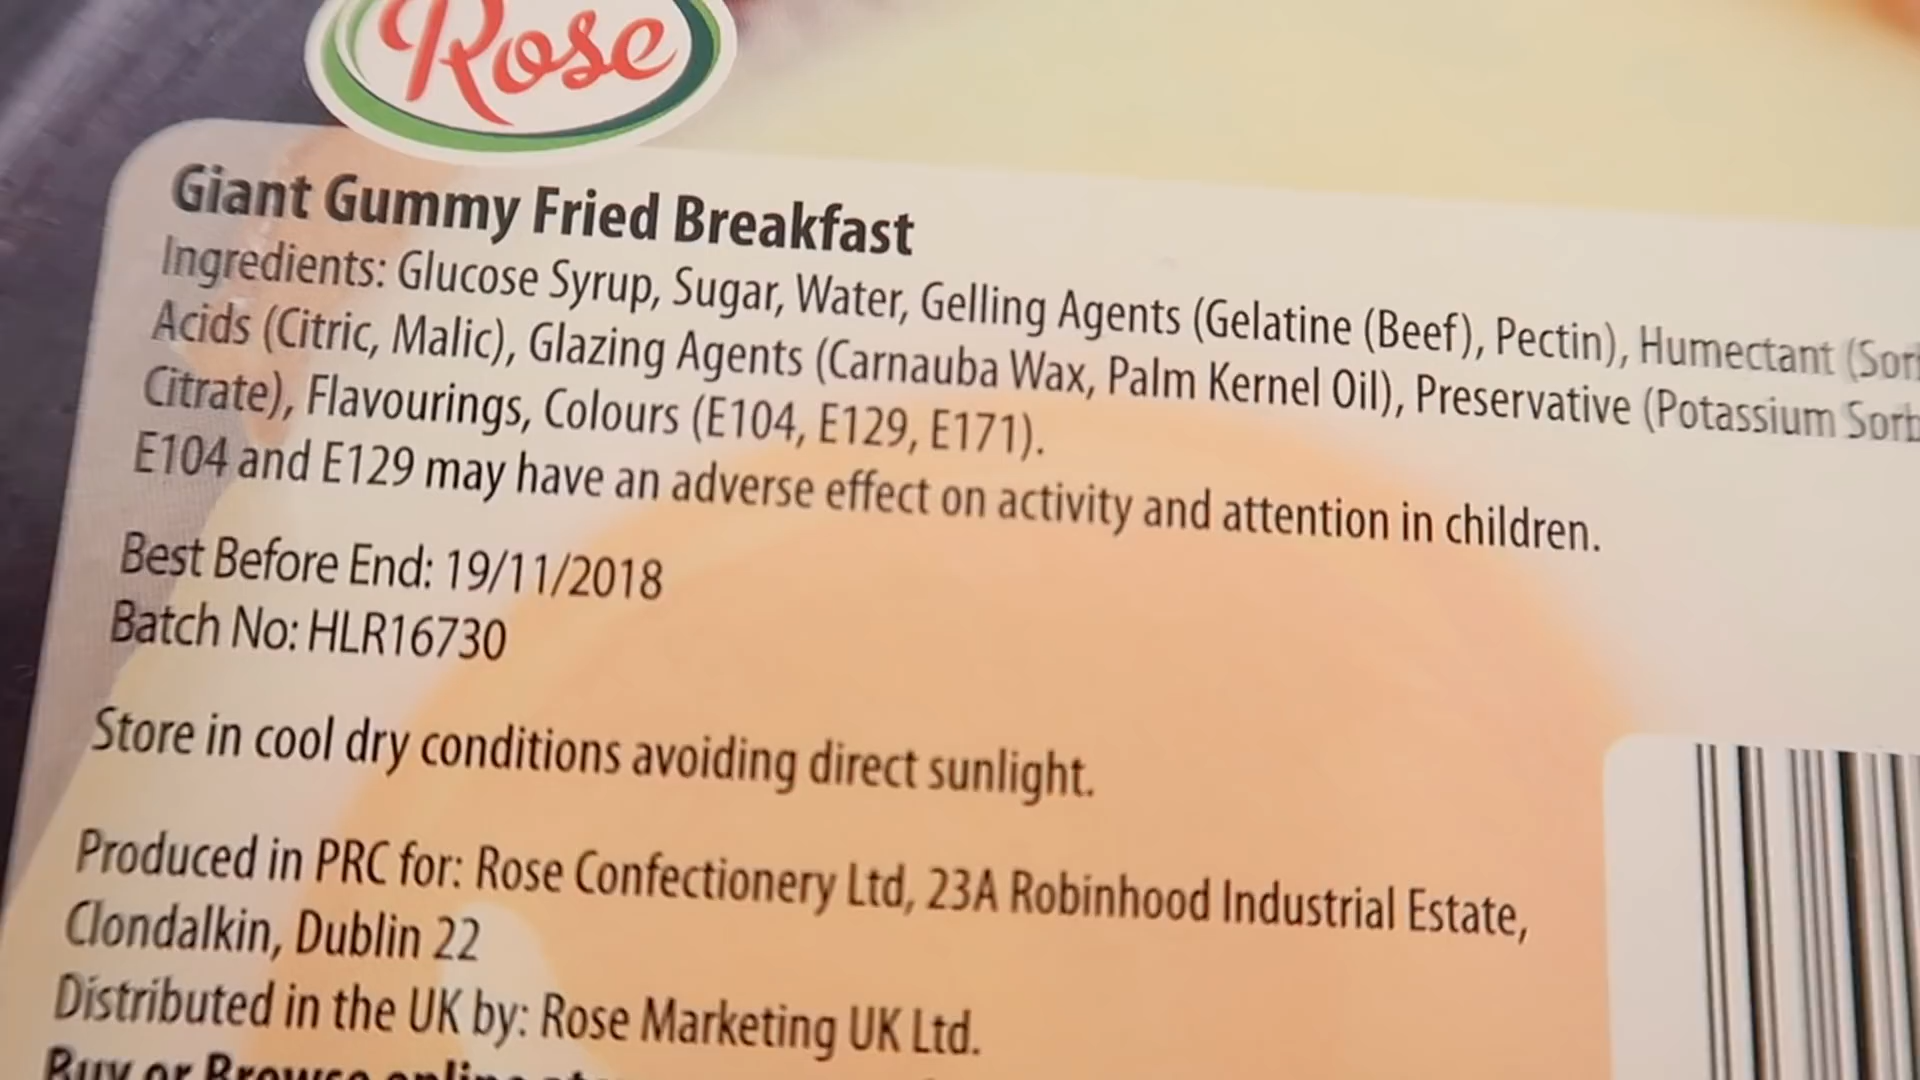 Rose
Giant Gummy Fried Breakfast
Ingredients: Glucose Syrup, Sugar, Water, Gelling Agents (Gelatine (Beef), Pectin), Humectant
Acids (Citric, Malic), Glazing Agents (Carnauba Wax, Palm Kernel Oil), Preservative (Potassium
Citrate), Flavourings, Colours (E104, E129, E171).
E104 and E129 may have an adverse effect on activity and attention in children.
Best Before End: 19/11/2018
Batch No: HLR16730
Store in cool dry conditions avoiding direct sunlight.
Produced in PRC for: Rose Confectionery Ltd, 23A Robinhood Industrial Estate,
Clondalkin, Dublin 22
Distributed in the UK by: Rose Marketing UK Ltd.
Buy or Browse online